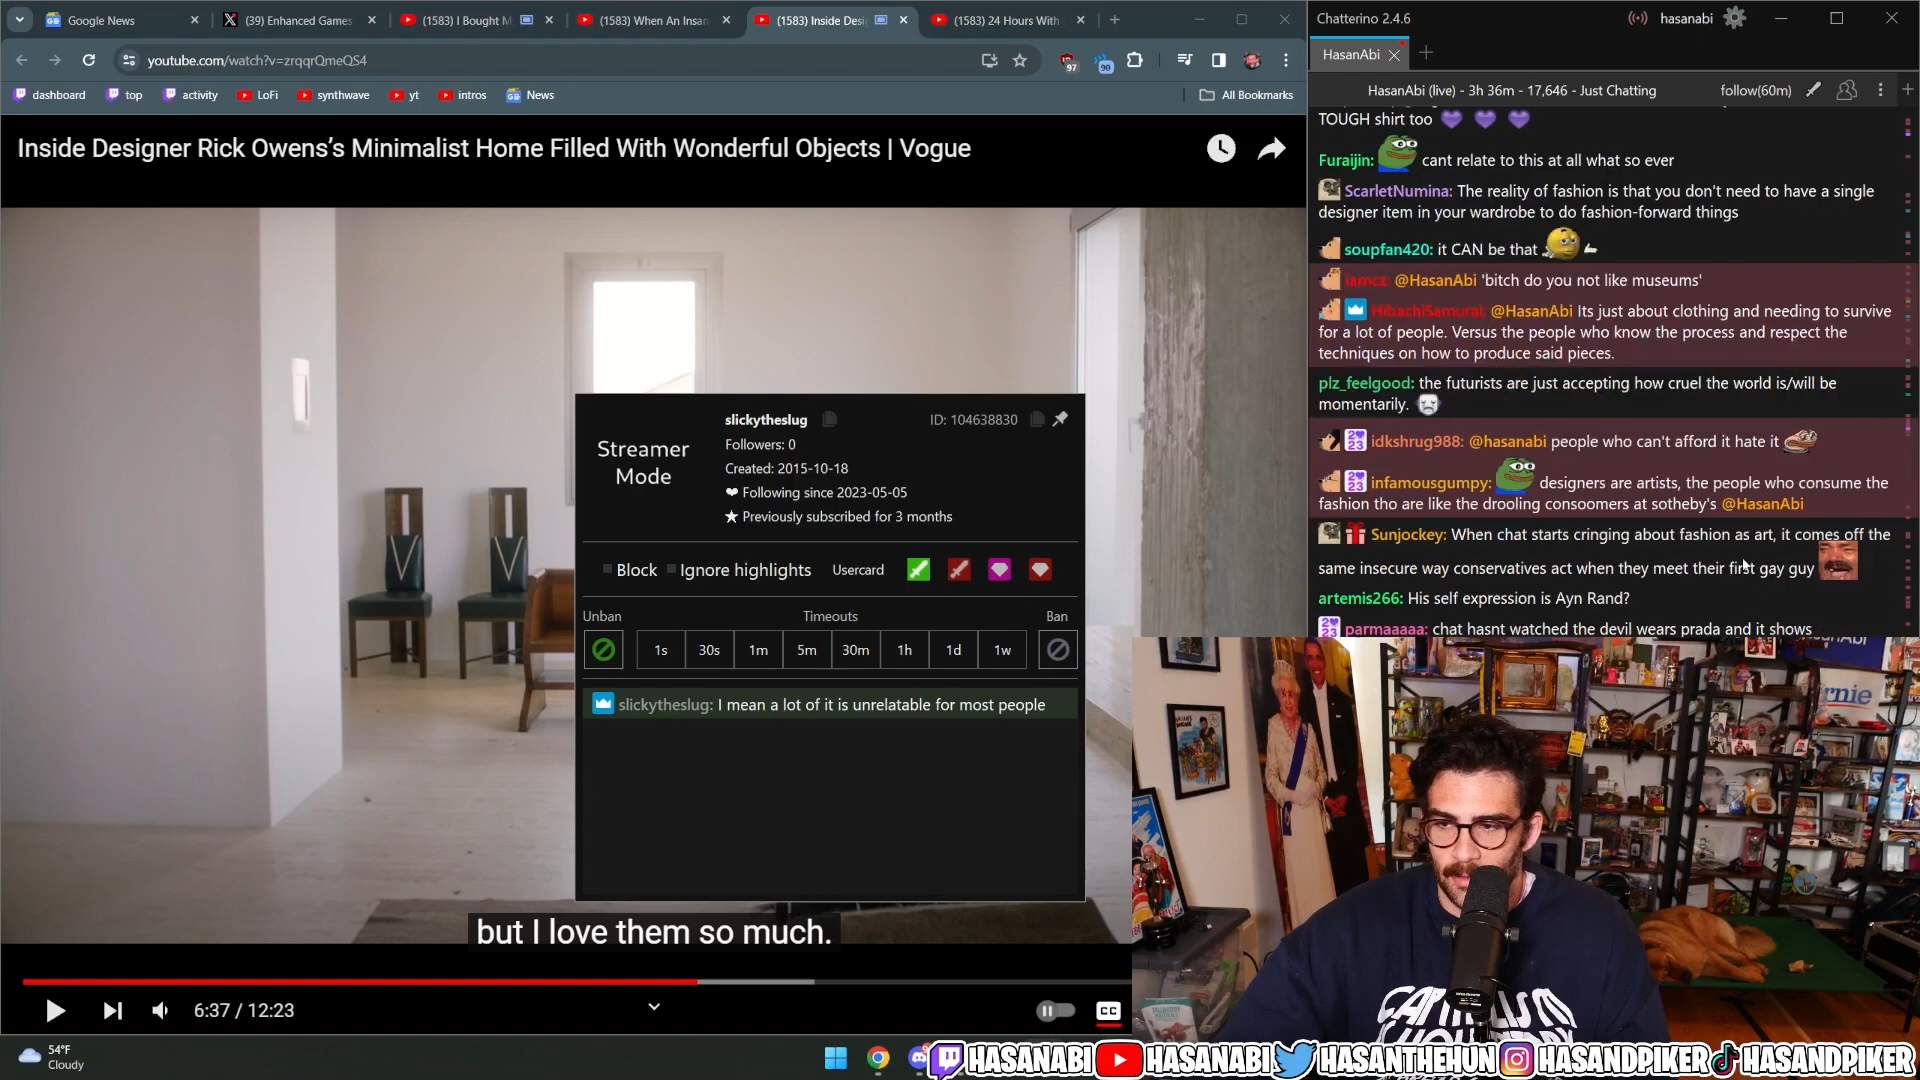 Google News
(39) Enhanced Games
(1583) I Bought M
(1583) When An Insan
(1583) Inside Desi
(1583) 24 Hours With
youtube.com/watch?v=zrqqrQmeQS4
97
90
dashboard
top
activity
LoFi
synthwave
yt
intros
News
All Bookmarks
Inside Designer Rick Owens’s Minimalist Home Filled With Wonderful Objects | Vogue
Streamer
Mode
slickytheslug
ID: 104638830
Followers: 0
Created: 2015-10-18
Following since 2023-05-05
Previously subscribed for 3 months
Block
Ignore highlights
Usercard
Unban
Timeouts
Ban
1s
30s
1m
5m
30m
1h
1d
1w
slickytheslug: I mean a lot of it is unrelatable for most people
but I love them so much.
6:37 / 12:23
CC
54°F
Cloudy
Chatterino 2.4.6
hasanabi
HasanAbi
HasanAbi (live) - 3h 36m - 17,646 - Just Chatting
follow(60m)
TOUGH shirt too
Furaijin: cant relate to this at all what so ever
ScarletNumina: The reality of fashion is that you don't need to have a single
designer item in your wardrobe to do fashion-forward things
soupfan420: it CAN be that
iamcz: @HasanAbi 'bitch do you not like museums'
HibachiSamurai: @HasanAbi Its just about clothing and needing to survive
for a lot of people. Versus the people who know the process and respect the
techniques on how to produce said pieces.
plz_feelgood: the futurists are just accepting how cruel the world is/will be
momentarily.
idkshrug988: @hasanabi people who can't afford it hate it
infamousgumpy: designers are artists, the people who consume the
fashion tho are like the drooling consoomers at sotheby's @HasanAbi
Sunjockey: When chat starts cringing about fashion as art, it comes off the
same insecure way conservatives act when they meet their first gay guy
artemis266: His self expression is Ayn Rand?
parmaaaaa: chat hasnt watched the devil wears prada and it shows
HASANABI
HASANABI
HASANTHEHUN
HASANDPIKER
HASANDPIKER